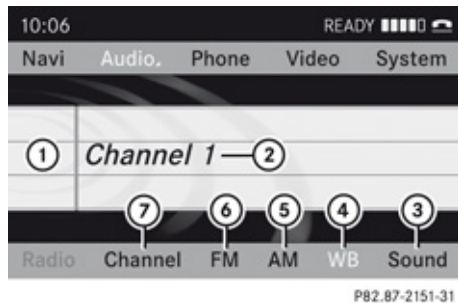 10:06 READY
Navi Audio. Phone Video System
1 Channel 1 2
7 6 5 4 3
Radio Channel FM AM WB Sound
P82.87-2151-31